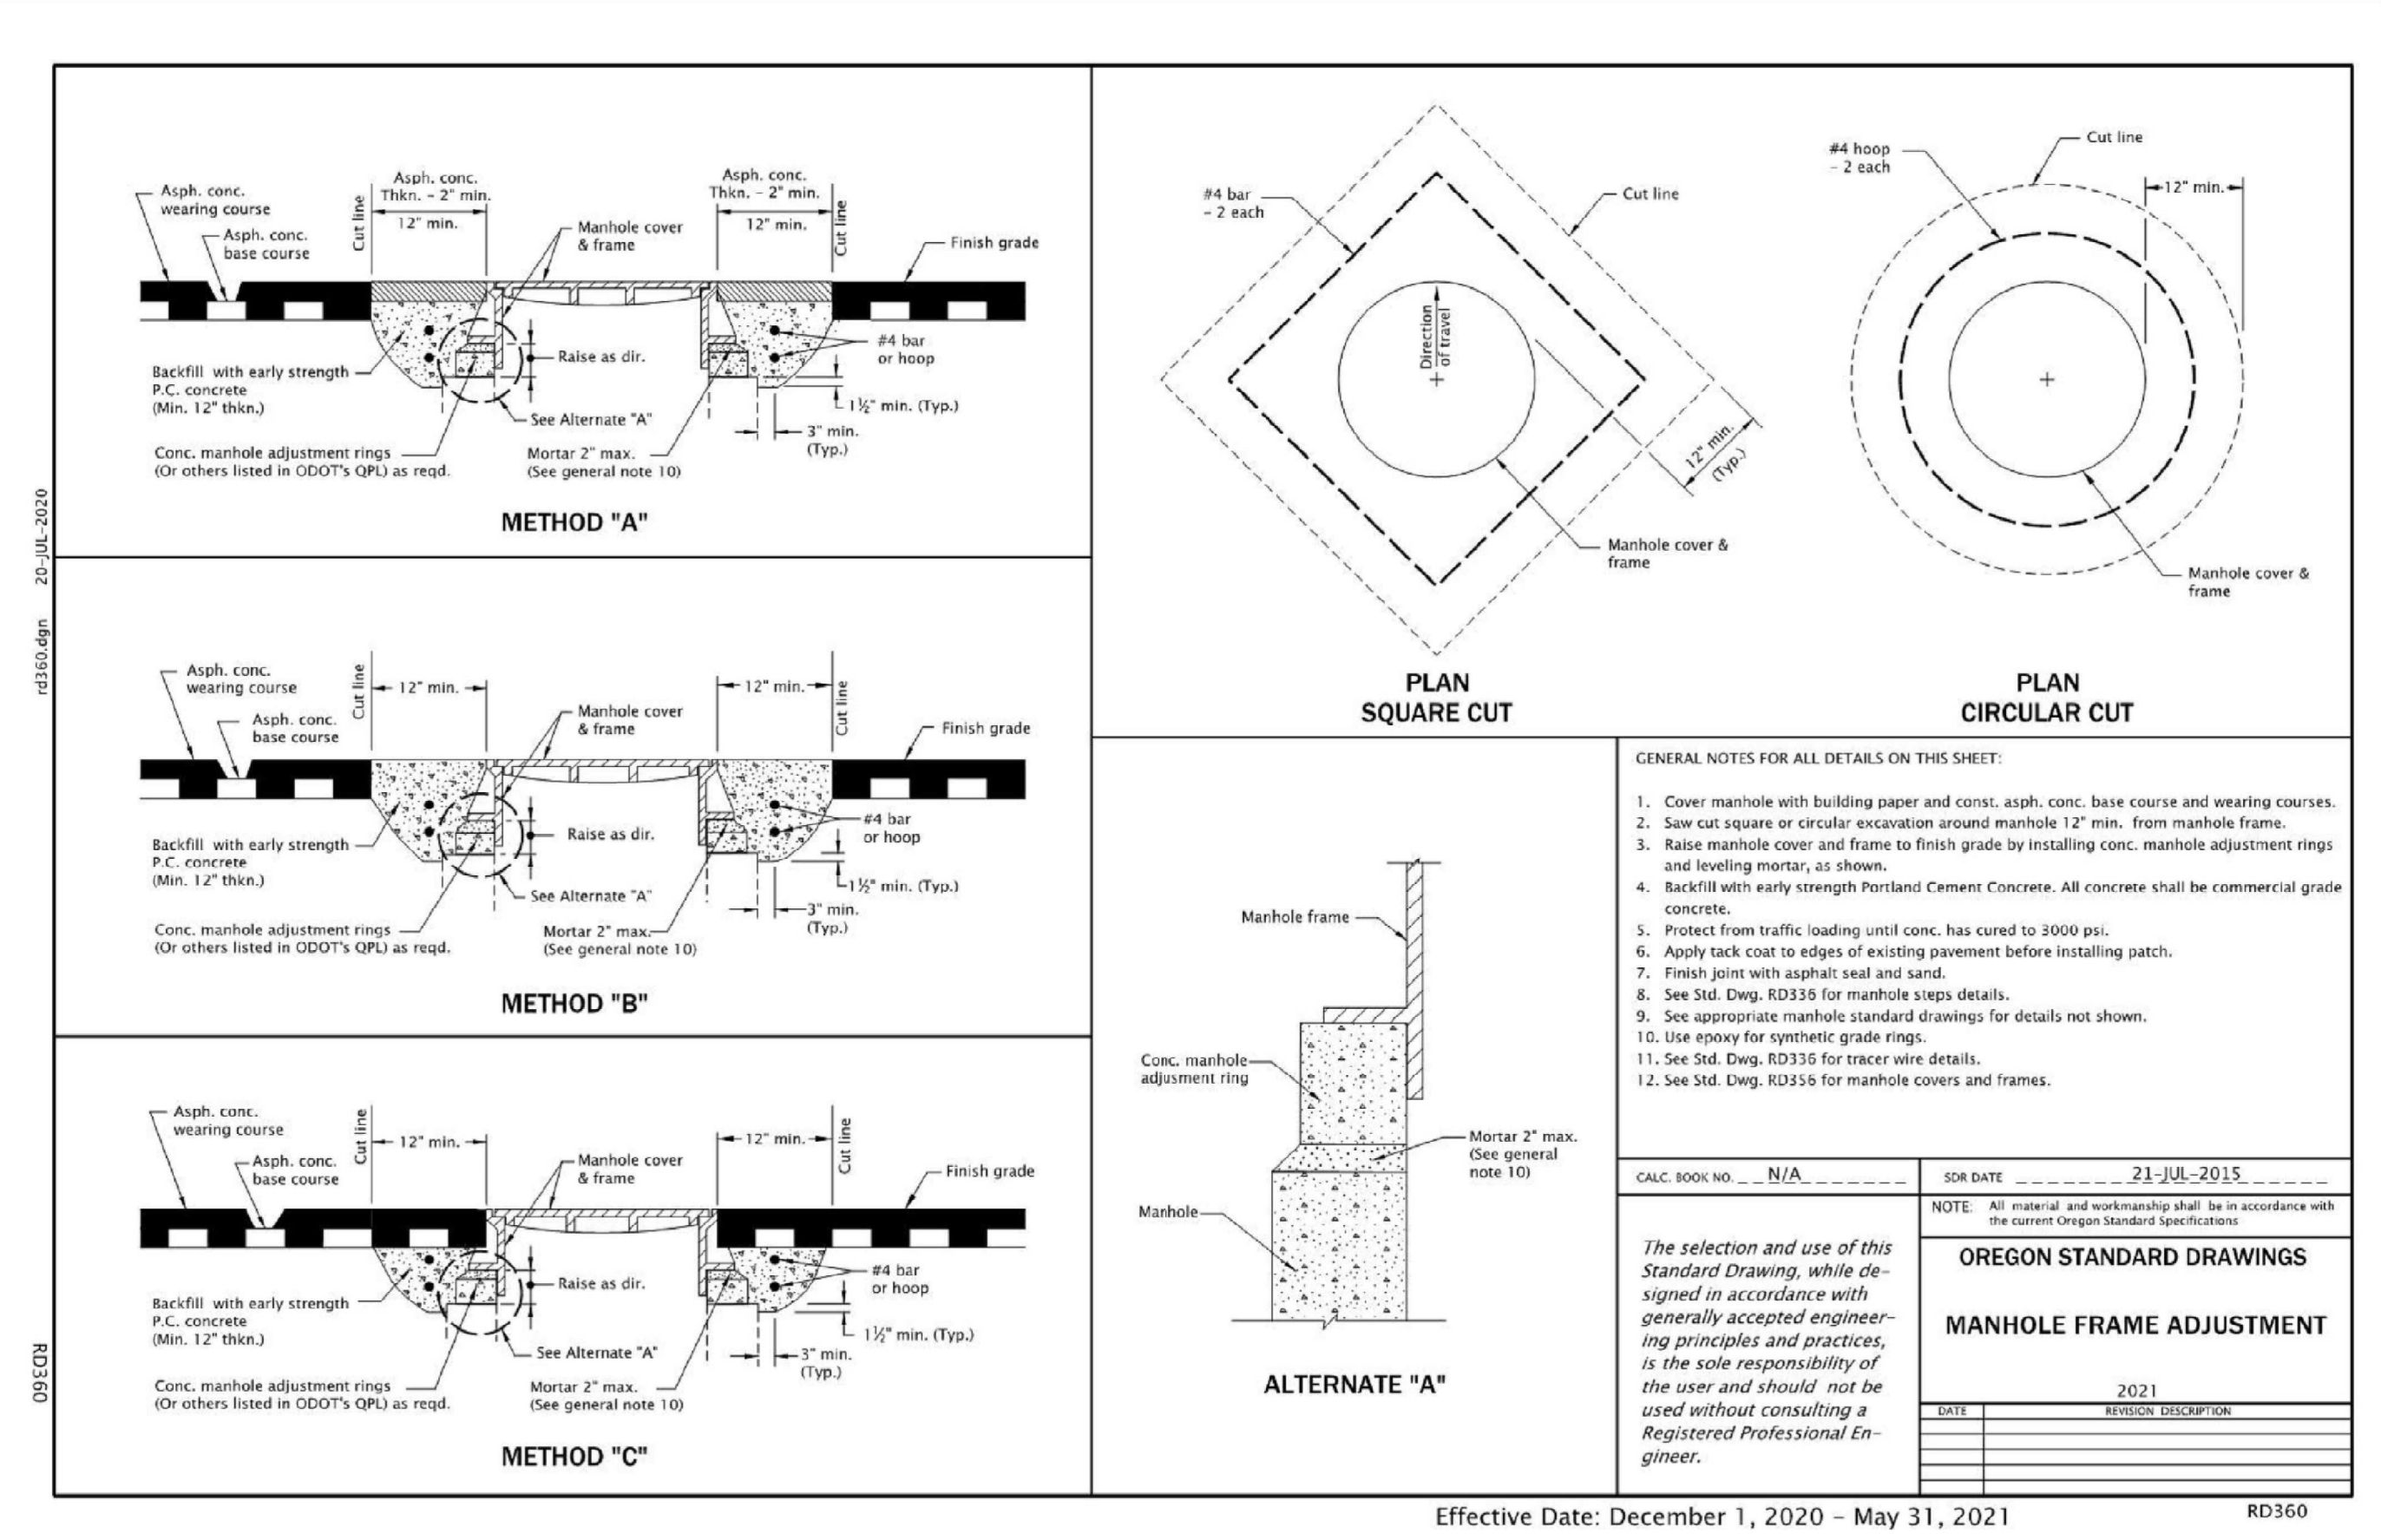 Asph. conc.
wearing course
Asph. conc.
base course
Cut line
Asph. conc.
Thkn. - 2" min.
12" min.
Manhole cover
& frame
Asph. conc.
Thkn. - 2" min.
12" min.
Cut line
Finish grade
Backfill with early strength
P.C. concrete
(Min. 12" thkn.)
Raise as dir.
#4 bar
or hoop
See Alternate "A"
1½" min. (Typ.)
3" min.
(Typ.)
Conc. manhole adjustment rings
(Or others listed in ODOT's QPL) as reqd.
Mortar 2" max.
(See general note 10)
METHOD "A"
Asph. conc.
wearing course
Asph. conc.
base course
Cut line
12" min.
Manhole cover
& frame
12" min.
Cut line
Finish grade
Backfill with early strength
P.C. concrete
(Min. 12" thkn.)
Raise as dir.
#4 bar
or hoop
See Alternate "A"
1½" min. (Typ.)
3" min.
(Typ.)
Conc. manhole adjustment rings
(Or others listed in ODOT's QPL) as reqd.
Mortar 2" max.
(See general note 10)
METHOD "B"
Asph. conc.
wearing course
Asph. conc.
base course
Cut line
12" min.
Manhole cover
& frame
12" min.
Cut line
Finish grade
Backfill with early strength
P.C. concrete
(Min. 12" thkn.)
Raise as dir.
#4 bar
or hoop
See Alternate "A"
1½" min. (Typ.)
3" min.
(Typ.)
Conc. manhole adjustment rings
(Or others listed in ODOT's QPL) as reqd.
Mortar 2" max.
(See general note 10)
METHOD "C"
#4 bar
- 2 each
Cut line
Direction
of travel
12" min.
(Typ.)
Manhole cover &
frame
PLAN
SQUARE CUT
#4 hoop
- 2 each
Cut line
12" min.
Manhole cover &
frame
PLAN
CIRCULAR CUT
Manhole frame
Conc. manhole
adjusment ring
Mortar 2" max.
(See general
note 10)
Manhole
ALTERNATE "A"
GENERAL NOTES FOR ALL DETAILS ON THIS SHEET:
1. Cover manhole with building paper and const. asph. conc. base course and wearing courses.
2. Saw cut square or circular excavation around manhole 12" min. from manhole frame.
3. Raise manhole cover and frame to finish grade by installing conc. manhole adjustment rings
and leveling mortar, as shown.
4. Backfill with early strength Portland Cement Concrete. All concrete shall be commercial grade
concrete.
5. Protect from traffic loading until conc. has cured to 3000 psi.
6. Apply tack coat to edges of existing pavement before installing patch.
7. Finish joint with asphalt seal and sand.
8. See Std. Dwg. RD336 for manhole steps details.
9. See appropriate manhole standard drawings for details not shown.
10. Use epoxy for synthetic grade rings.
11. See Std. Dwg. RD336 for tracer wire details.
12. See Std. Dwg. RD356 for manhole covers and frames.
CALC. BOOK NO. N/A
SDR DATE 21-JUL-2015
NOTE: All material and workmanship shall be in accordance with
the current Oregon Standard Specifications
The selection and use of this
Standard Drawing, while de-
signed in accordance with
generally accepted engineer-
ing principles and practices,
is the sole responsibility of
the user and should not be
used without consulting a
Registered Professional En-
gineer.
OREGON STANDARD DRAWINGS
MANHOLE FRAME ADJUSTMENT
2021
DATE REVISION DESCRIPTION
Effective Date: December 1, 2020 - May 31, 2021
RD360
rd360.dgn 20-JUL-2020
RD360